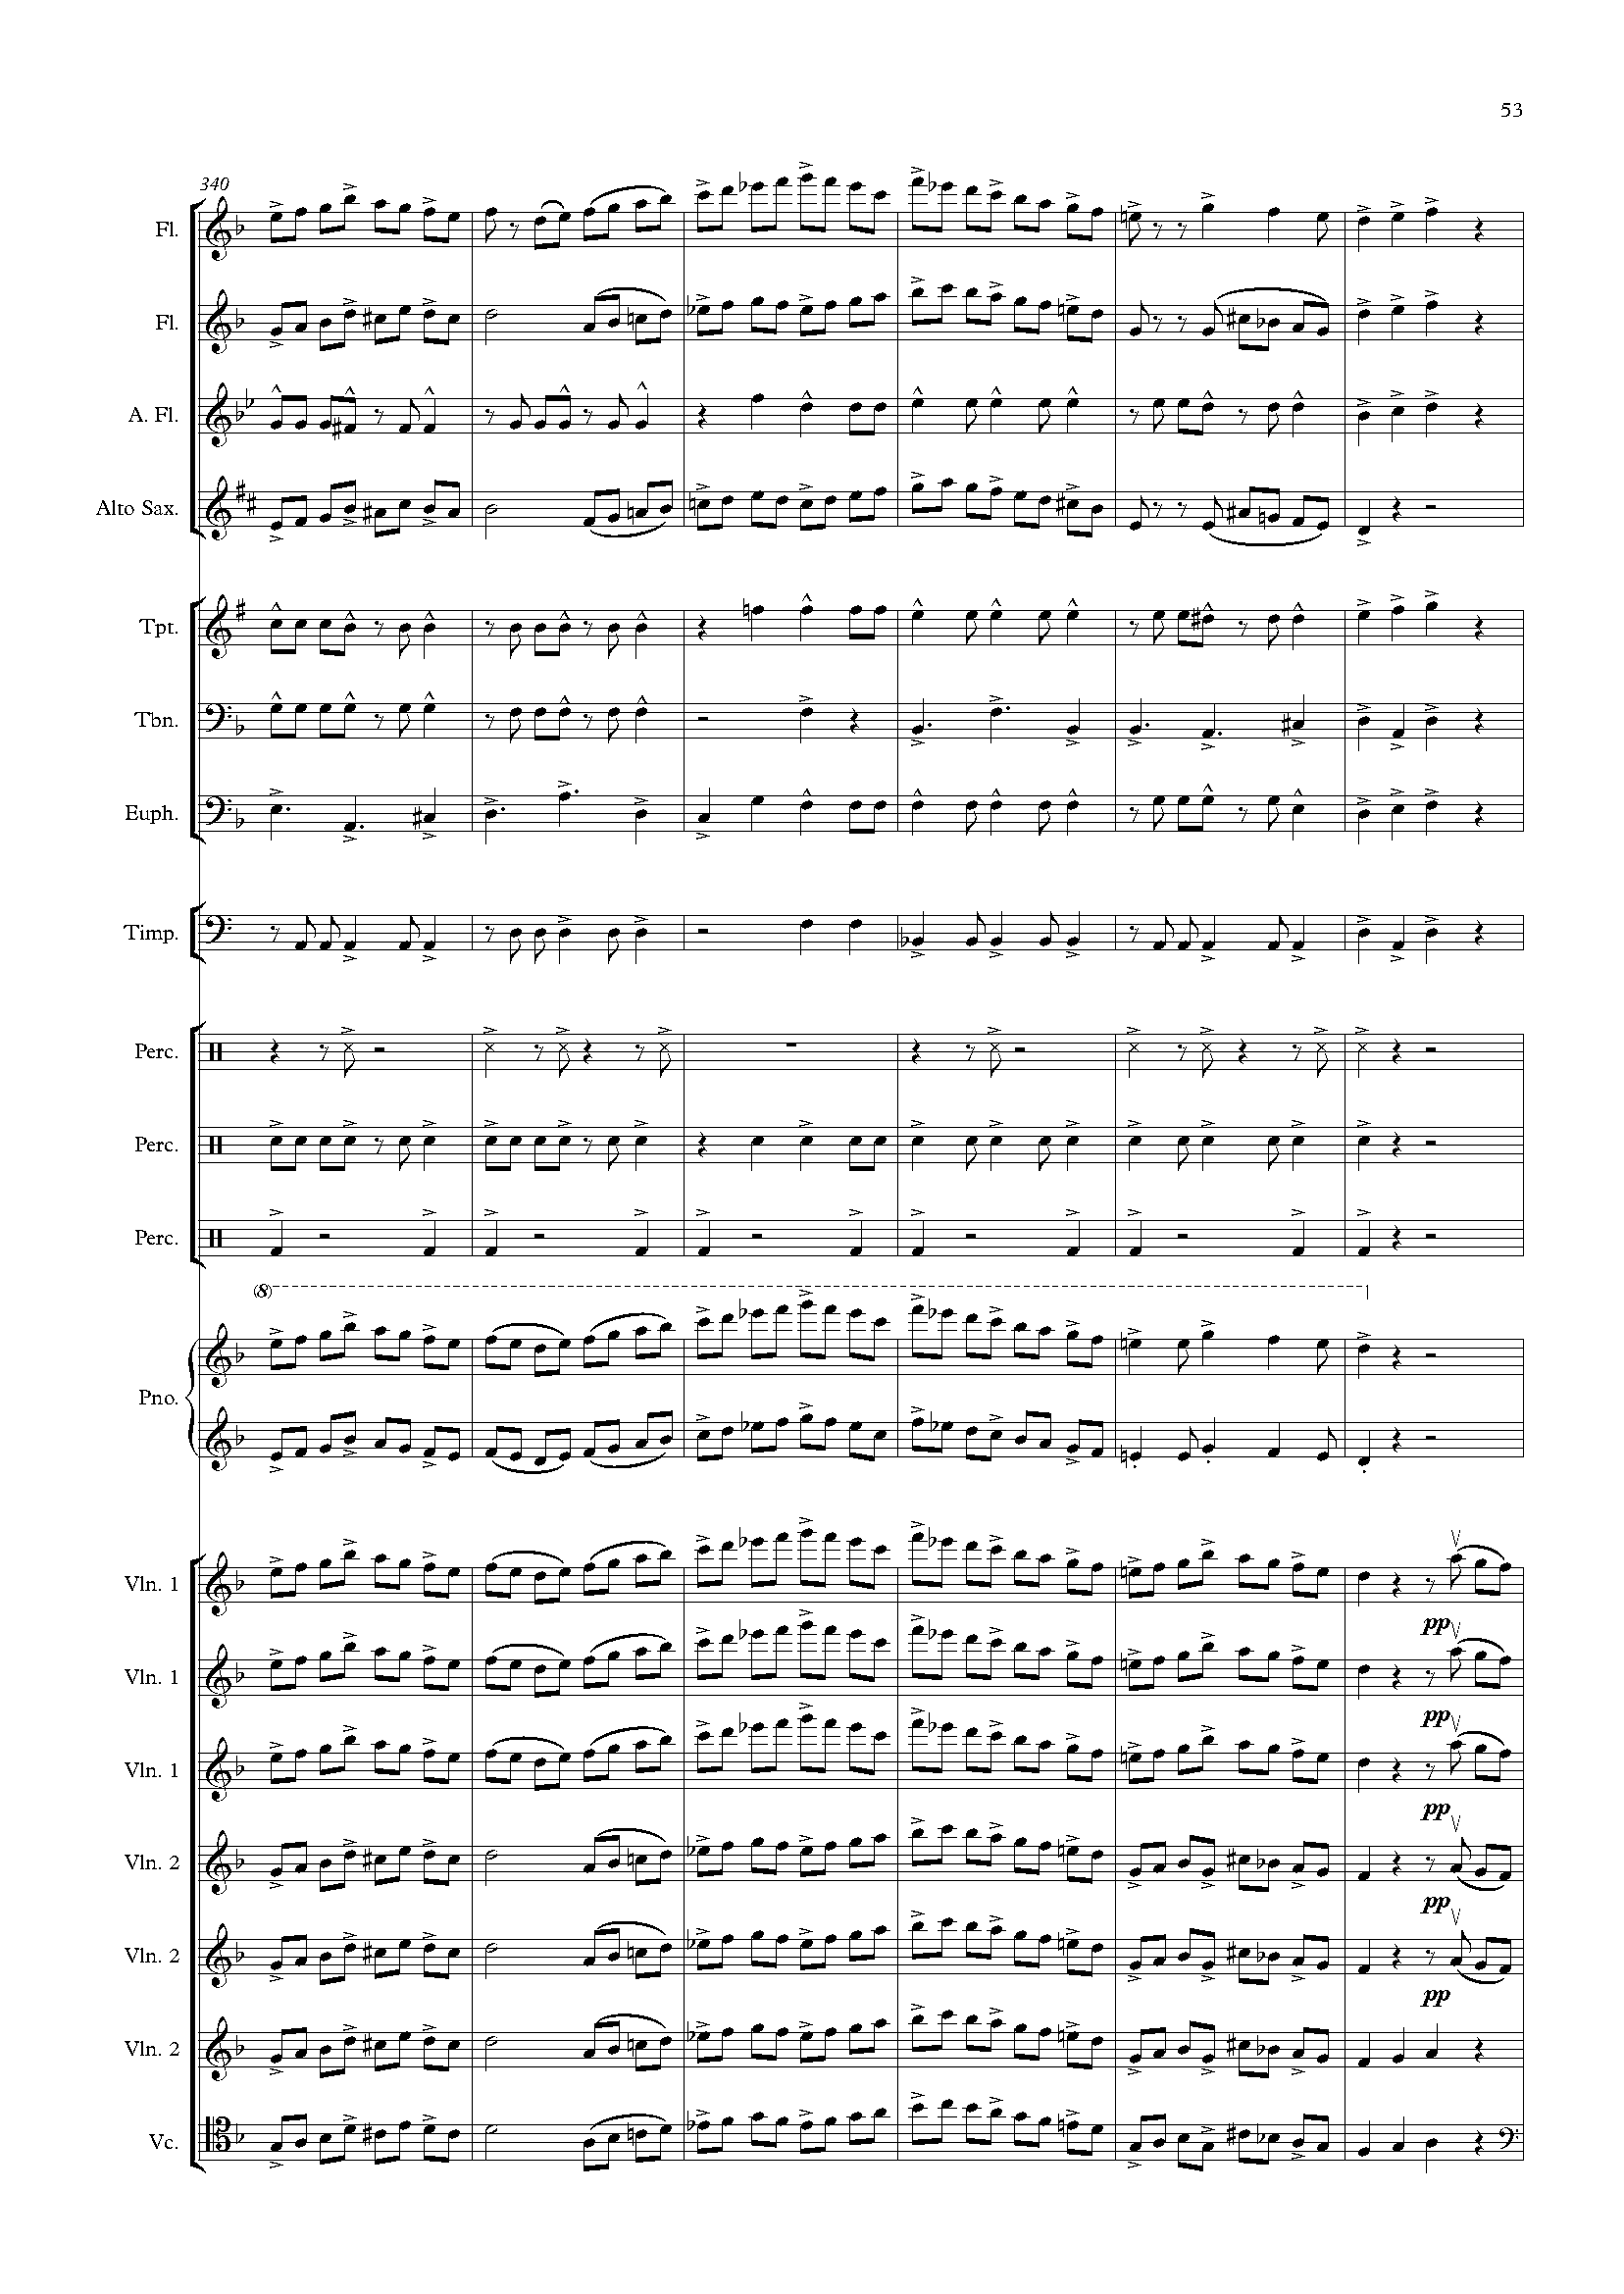 53
340
Fl.
Fl.
A. Fl.
Alto Sax.
Tpt.
Tbn.
Euph.
Timp.
Perc.
Perc.
Perc.
(8)
Pno.
Vln. 1
pp
Vln. 1
pp
Vln. 1
pp
Vln. 2
pp
Vln. 2
pp
Vln. 2
Vc.